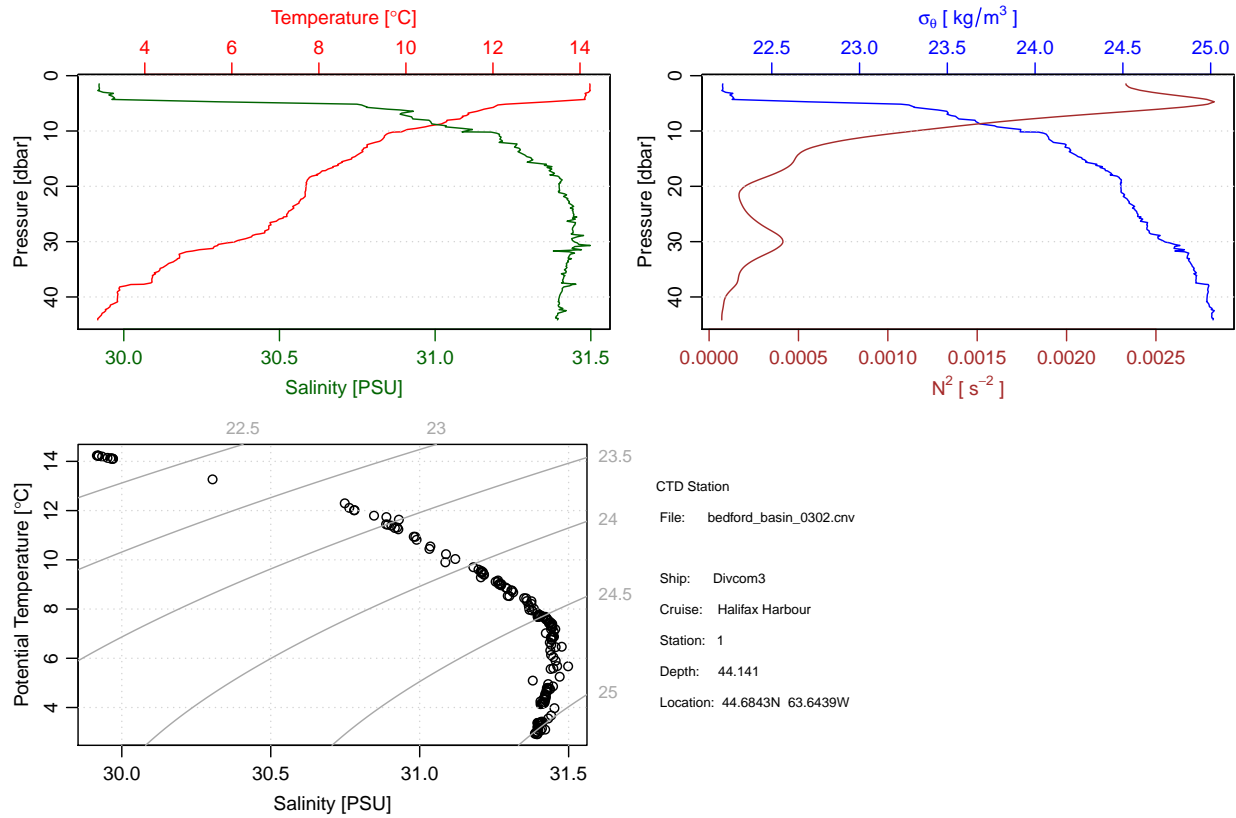 Temperature [°C]
4 6 8 10 12 14
0 10 20 30 40
Pressure [dbar]
30.0 30.5 31.0 31.5
Salinity [PSU]
σθ [ kg/m³ ]
22.5 23.0 23.5 24.0 24.5 25.0
0 10 20 30 40
Pressure [dbar]
0.0000 0.0005 0.0010 0.0015 0.0020 0.0025
N² [ s⁻² ]
22.5 23
23.5
24
24.5
25
4 6 8 10 12 14
Potential Temperature [°C]
30.0 30.5 31.0 31.5
Salinity [PSU]
CTD Station
File: bedford_basin_0302.cnv
Ship: Divcom3
Cruise: Halifax Harbour
Station: 1
Depth: 44.141
Location: 44.6843N 63.6439W